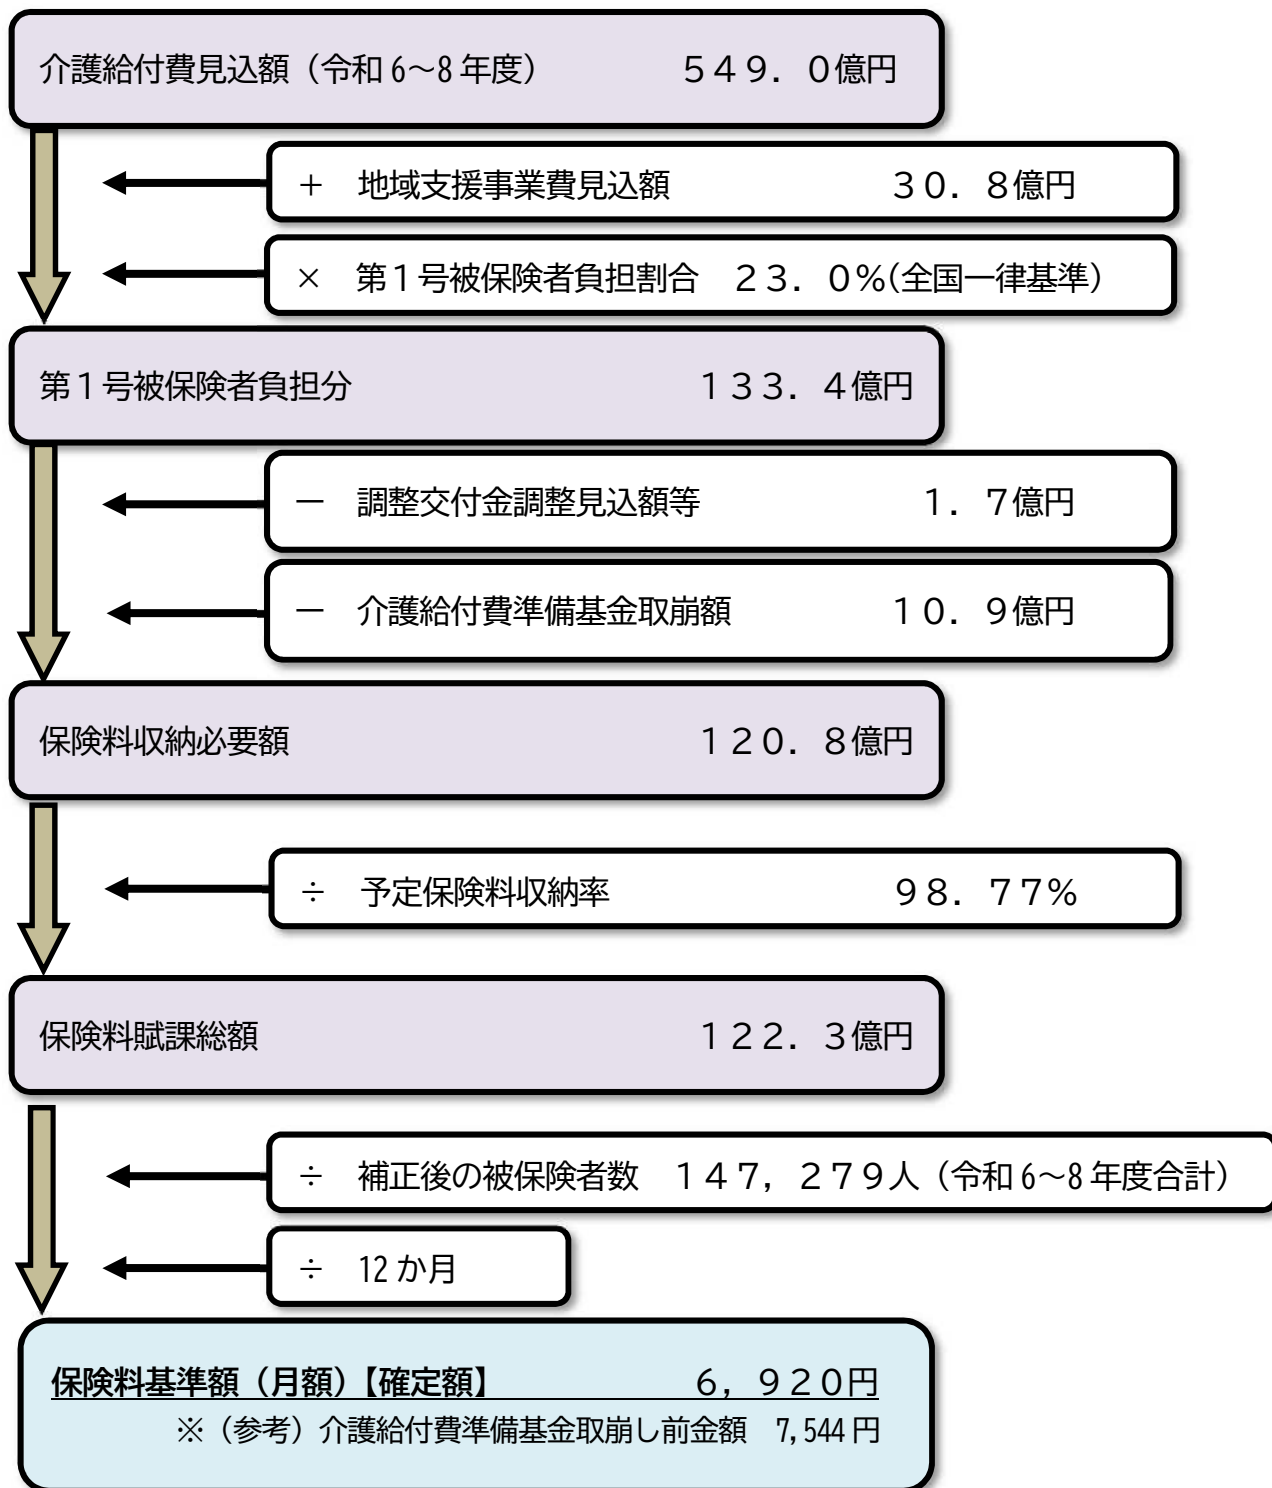 介護給付費見込額（令和6～8年度） 549．0億円
＋ 地域支援事業費見込額 30．8億円
× 第1号被保険者負担割合 23．0％（全国一律基準）
第1号被保険者負担分 133．4億円
－ 調整交付金調整見込額等 1．7億円
－ 介護給付費準備基金取崩額 10．9億円
保険料収納必要額 120．8億円
÷ 予定保険料収納率 98．77％
保険料賦課総額 122．3億円
÷ 補正後の被保険者数 147，279人（令和6～8年度合計）
÷ 12か月
保険料基準額（月額）【確定額】 6，920円
※（参考）介護給付費準備基金取崩し前金額 7,544円